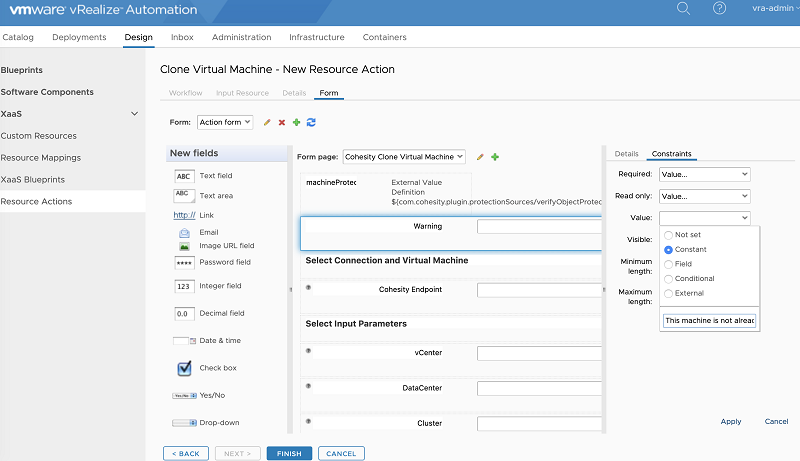 vmware vRealize Automation
vra-admin
Catalog Deployments Design Inbox Administration Infrastructure Containers
Blueprints
Software Components
XaaS
Custom Resources
Resource Mappings
XaaS Blueprints
Resource Actions
Clone Virtual Machine - New Resource Action
Workflow Input Resource Details Form
Form: Action form
New fields
ABC Text field
ABC Text area
http:// Link
Email
Image URL field
**** Password field
123 Integer field
0.0 Decimal field
Date & time
Check box
Yes/No Yes/No
Drop-down
Form page: Cohesity Clone Virtual Machine
machineProtec
External Value
Definition
${com.cohesity.plugin.protectionSources/verifyObjectProtec
Warning
Select Connection and Virtual Machine
Cohesity Endpoint
Select Input Parameters
vCenter
DataCenter
Cluster
Details Constraints
Required: Value...
Read only: Value...
Value:
Visible:
Minimum
length:
Maximum
length:
Not set
Constant
Field
Conditional
External
This machine is not alread
Apply Cancel
< BACK NEXT > FINISH CANCEL